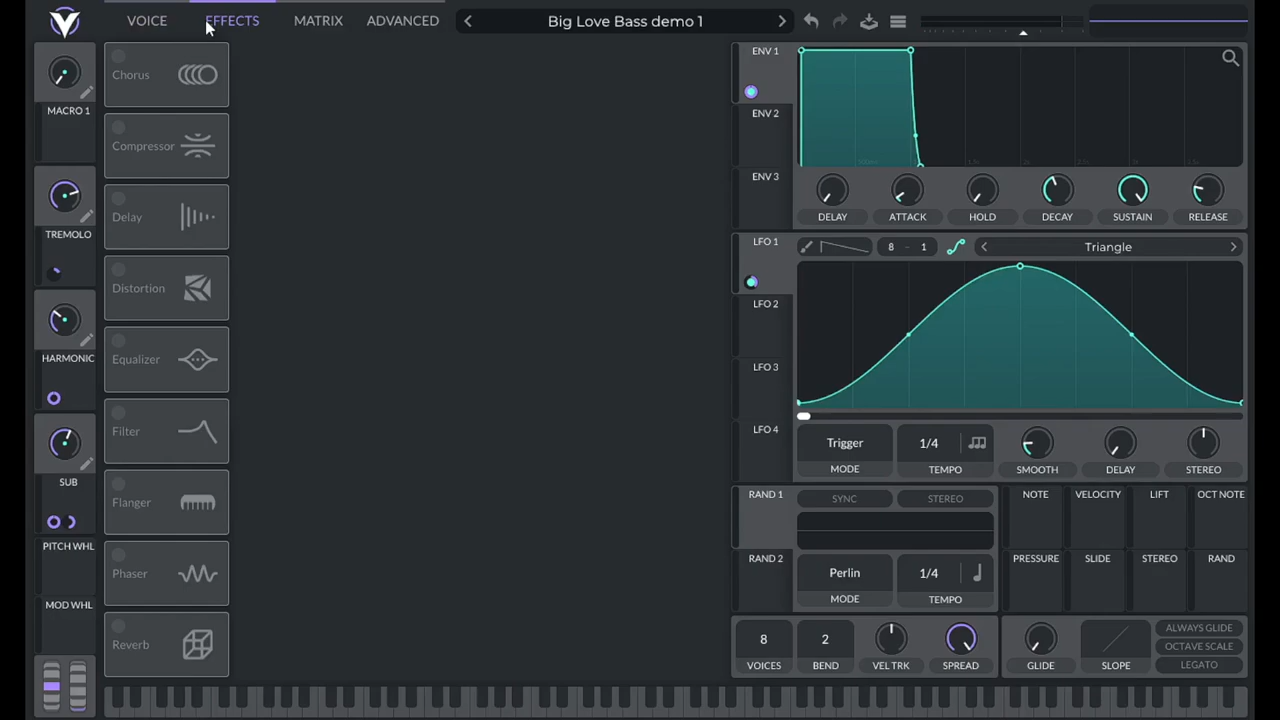 VOICE
EFFECTS
MATRIX
ADVANCED
Big Love Bass demo 1
MACRO 1
TREMOLO
HARMONIC
SUB
PITCH WHL
MOD WHL
Chorus
Compressor
Delay
Distortion
Equalizer
Filter
Flanger
Phaser
Reverb
ENV 1
ENV 2
ENV 3
DELAY
ATTACK
HOLD
DECAY
SUSTAIN
RELEASE
LFO 1
LFO 2
LFO 3
LFO 4
8 - 1
Triangle
Trigger
MODE
1/4
TEMPO
SMOOTH
DELAY
STEREO
RAND 1
RAND 2
SYNC
STEREO
Perlin
MODE
1/4
TEMPO
NOTE
VELOCITY
LIFT
OCT NOTE
PRESSURE
SLIDE
STEREO
RAND
8
VOICES
2
BEND
VEL TRK
SPREAD
GLIDE
SLOPE
ALWAYS GLIDE
OCTAVE SCALE
LEGATO